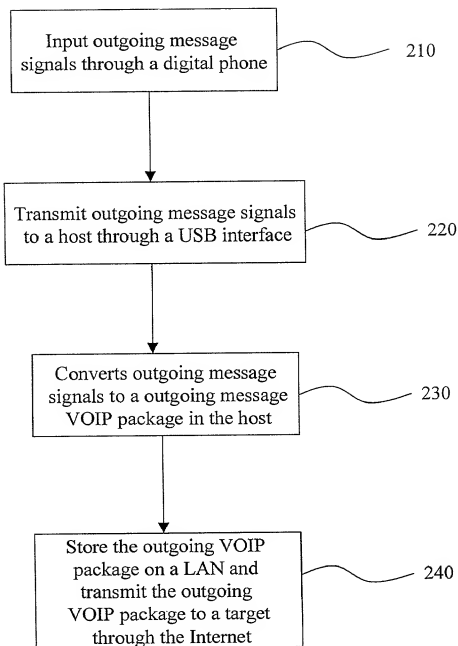 Input outgoing message
signals through a digital phone
210
Transmit outgoing message signals
to a host through a USB interface
220
Converts outgoing message
signals to a outgoing message
VOIP package in the host
230
Store the outgoing VOIP
package on a LAN and
transmit the outgoing
VOIP package to a target
through the Internet
240